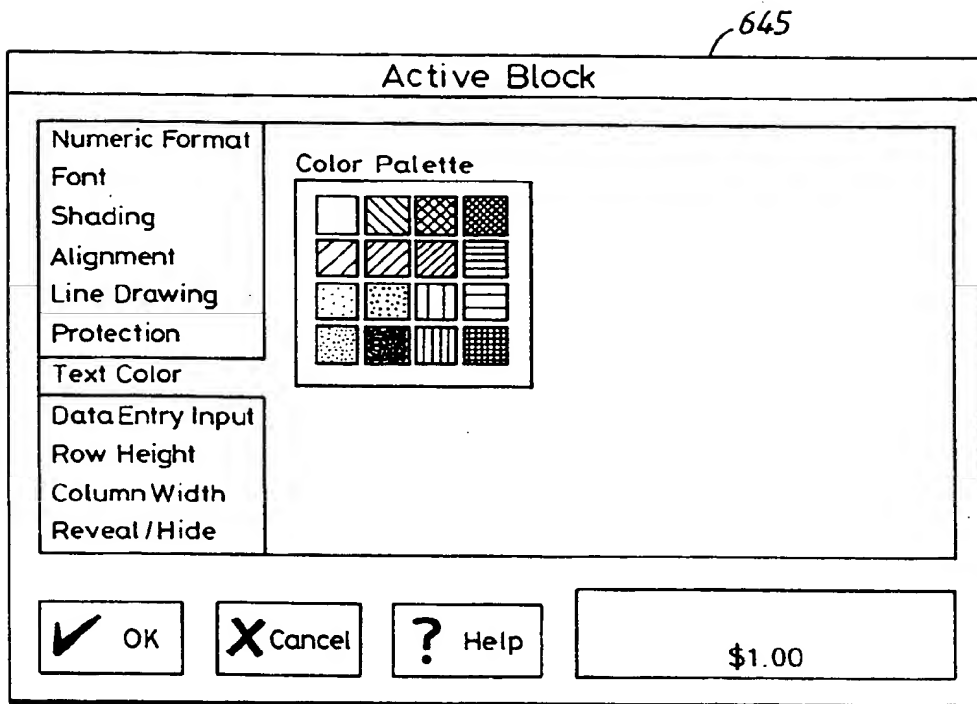 645
Active Block
Numeric Format
Font
Shading
Alignment
Line Drawing
Protection
Text Color
Data Entry Input
Row Height
Column Width
Reveal/Hide
Color Palette
OK
Cancel
? Help
$1.00